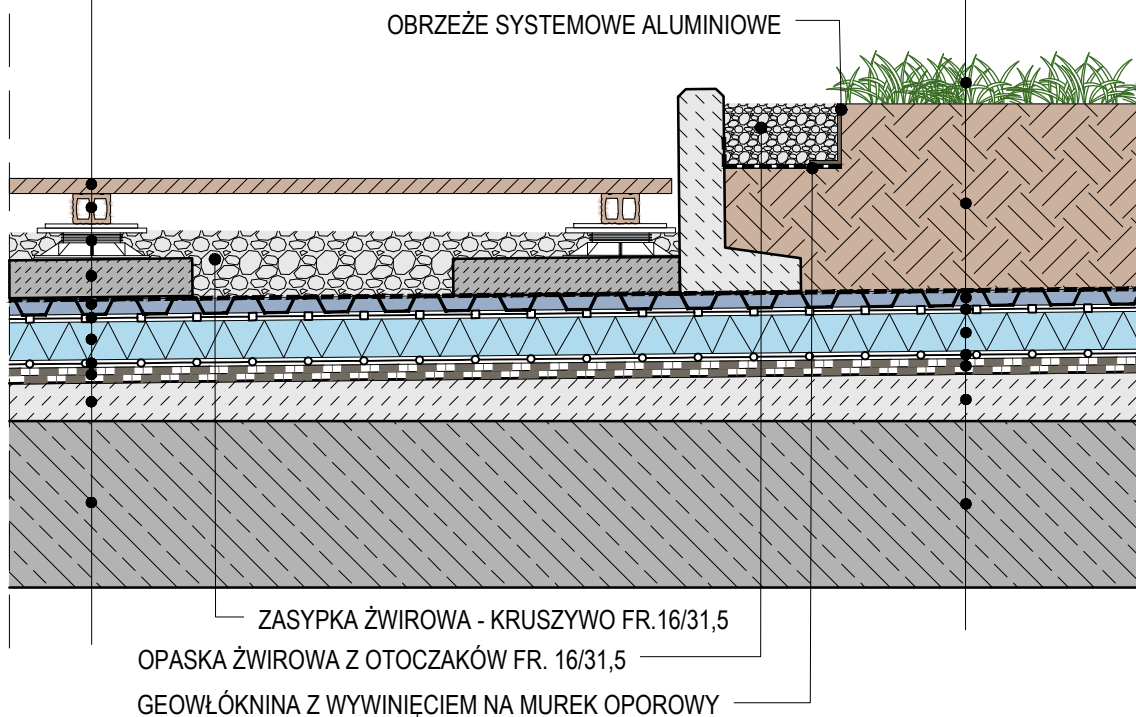 OBRZEŻE SYSTEMOWE ALUMINIOWE
ZASYPKA ŻWIROWA - KRUSZYWO FR.16/31,5
OPASKA ŻWIROWA Z OTOCZAKÓW FR. 16/31,5
GEOWŁÓKNINA Z WYWINIĘCIEM NA MUREK OPOROWY